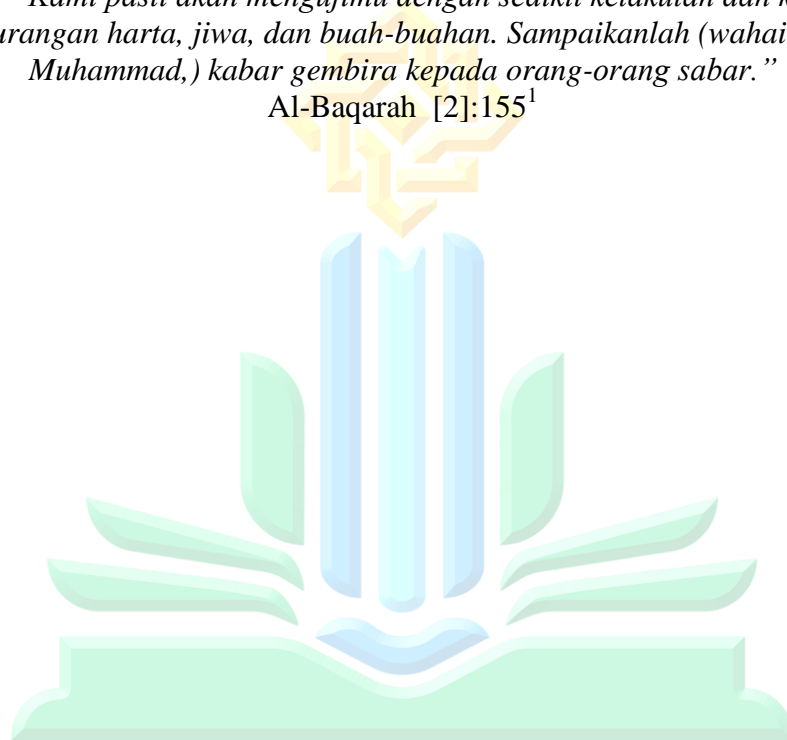 Kami pasti akan mengujimu dengan sedikit ketakutan dan
urangan harta, jiwa, dan buah-buahan. Sampaikanlah (wahai
Muhammad,) kabar gembira kepada orang-orang sabar.”
Al-Baqarah [2]:155¹